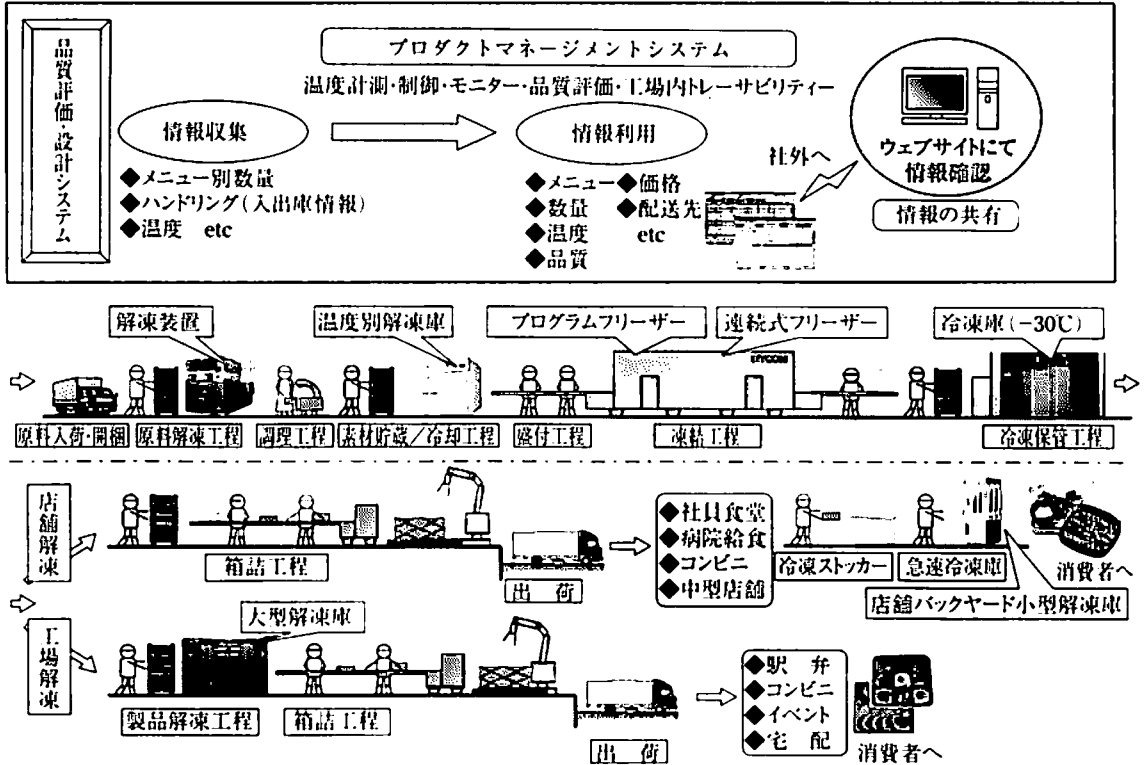 品質評価・設計システム
プロダクトマネージメントシステム
温度計測・制御・モニター・品質評価・工場内トレーサビリティー
情報収集
◆メニュー別数量
◆ハンドリング(入出庫情報)
◆温度 etc
情報利用
◆メニュー◆価格
◆数量 ◆配送先
◆温度 etc
◆品質
社外へ
ウェブサイトにて
情報確認
情報の共有
解凍装置
温度別解凍庫
プログラムフリーザー
連続式フリーザー
冷凍庫(−30℃)
原料入荷・開梱
原料解凍工程
調理工程
素材貯蔵／冷却工程
盛付工程
凍結工程
冷凍保管工程
店舗解凍
箱詰工程
出荷
◆社員食堂
◆病院給食
◆コンビニ
◆中型店舗
冷凍ストッカー
急速冷凍庫
消費者へ
店舗バックヤード小型解凍庫
工場解凍
大型解凍庫
製品解凍工程
箱詰工程
出荷
◆駅弁
◆コンビニ
◆イベント
◆宅配
消費者へ